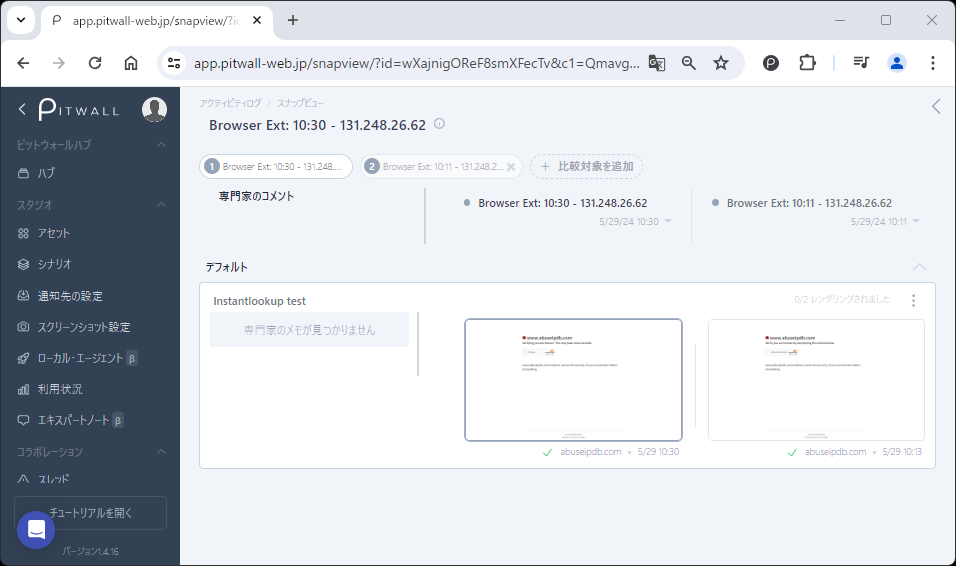 app.pitwall-web.jp/snapview/?id
app.pitwall-web.jp/snapview/?id=wXajnigOReF8smXFecTv&c1=Qmavg...
PITWALL
ピットウォールハブ
ハブ
スタジオ
アセット
シナリオ
通知先の設定
スクリーンショット設定
ローカル・エージェント β
利用状況
エキスパートノート β
コラボレーション
スレッド
チュートリアルを開く
バージョン1.4.16
アクティビティログ > スナップビュー
Browser Ext: 10:30 - 131.248.26.62
1 Browser Ext: 10:30 - 131.248....
2 Browser Ext: 10:11 - 131.248.2...
+ 比較対象を追加
専門家のコメント
Browser Ext: 10:30 - 131.248.26.62
5/29/24 10:30
Browser Ext: 10:11 - 131.248.26.62
5/29/24 10:11
デフォルト
Instantlookup test
0/2 レンダリングされました
専門家のメモが見つかりません
www.abuseipdb.com
www.abuseipdb.com
abuseipdb.com • 5/29 10:30
abuseipdb.com • 5/29 10:13